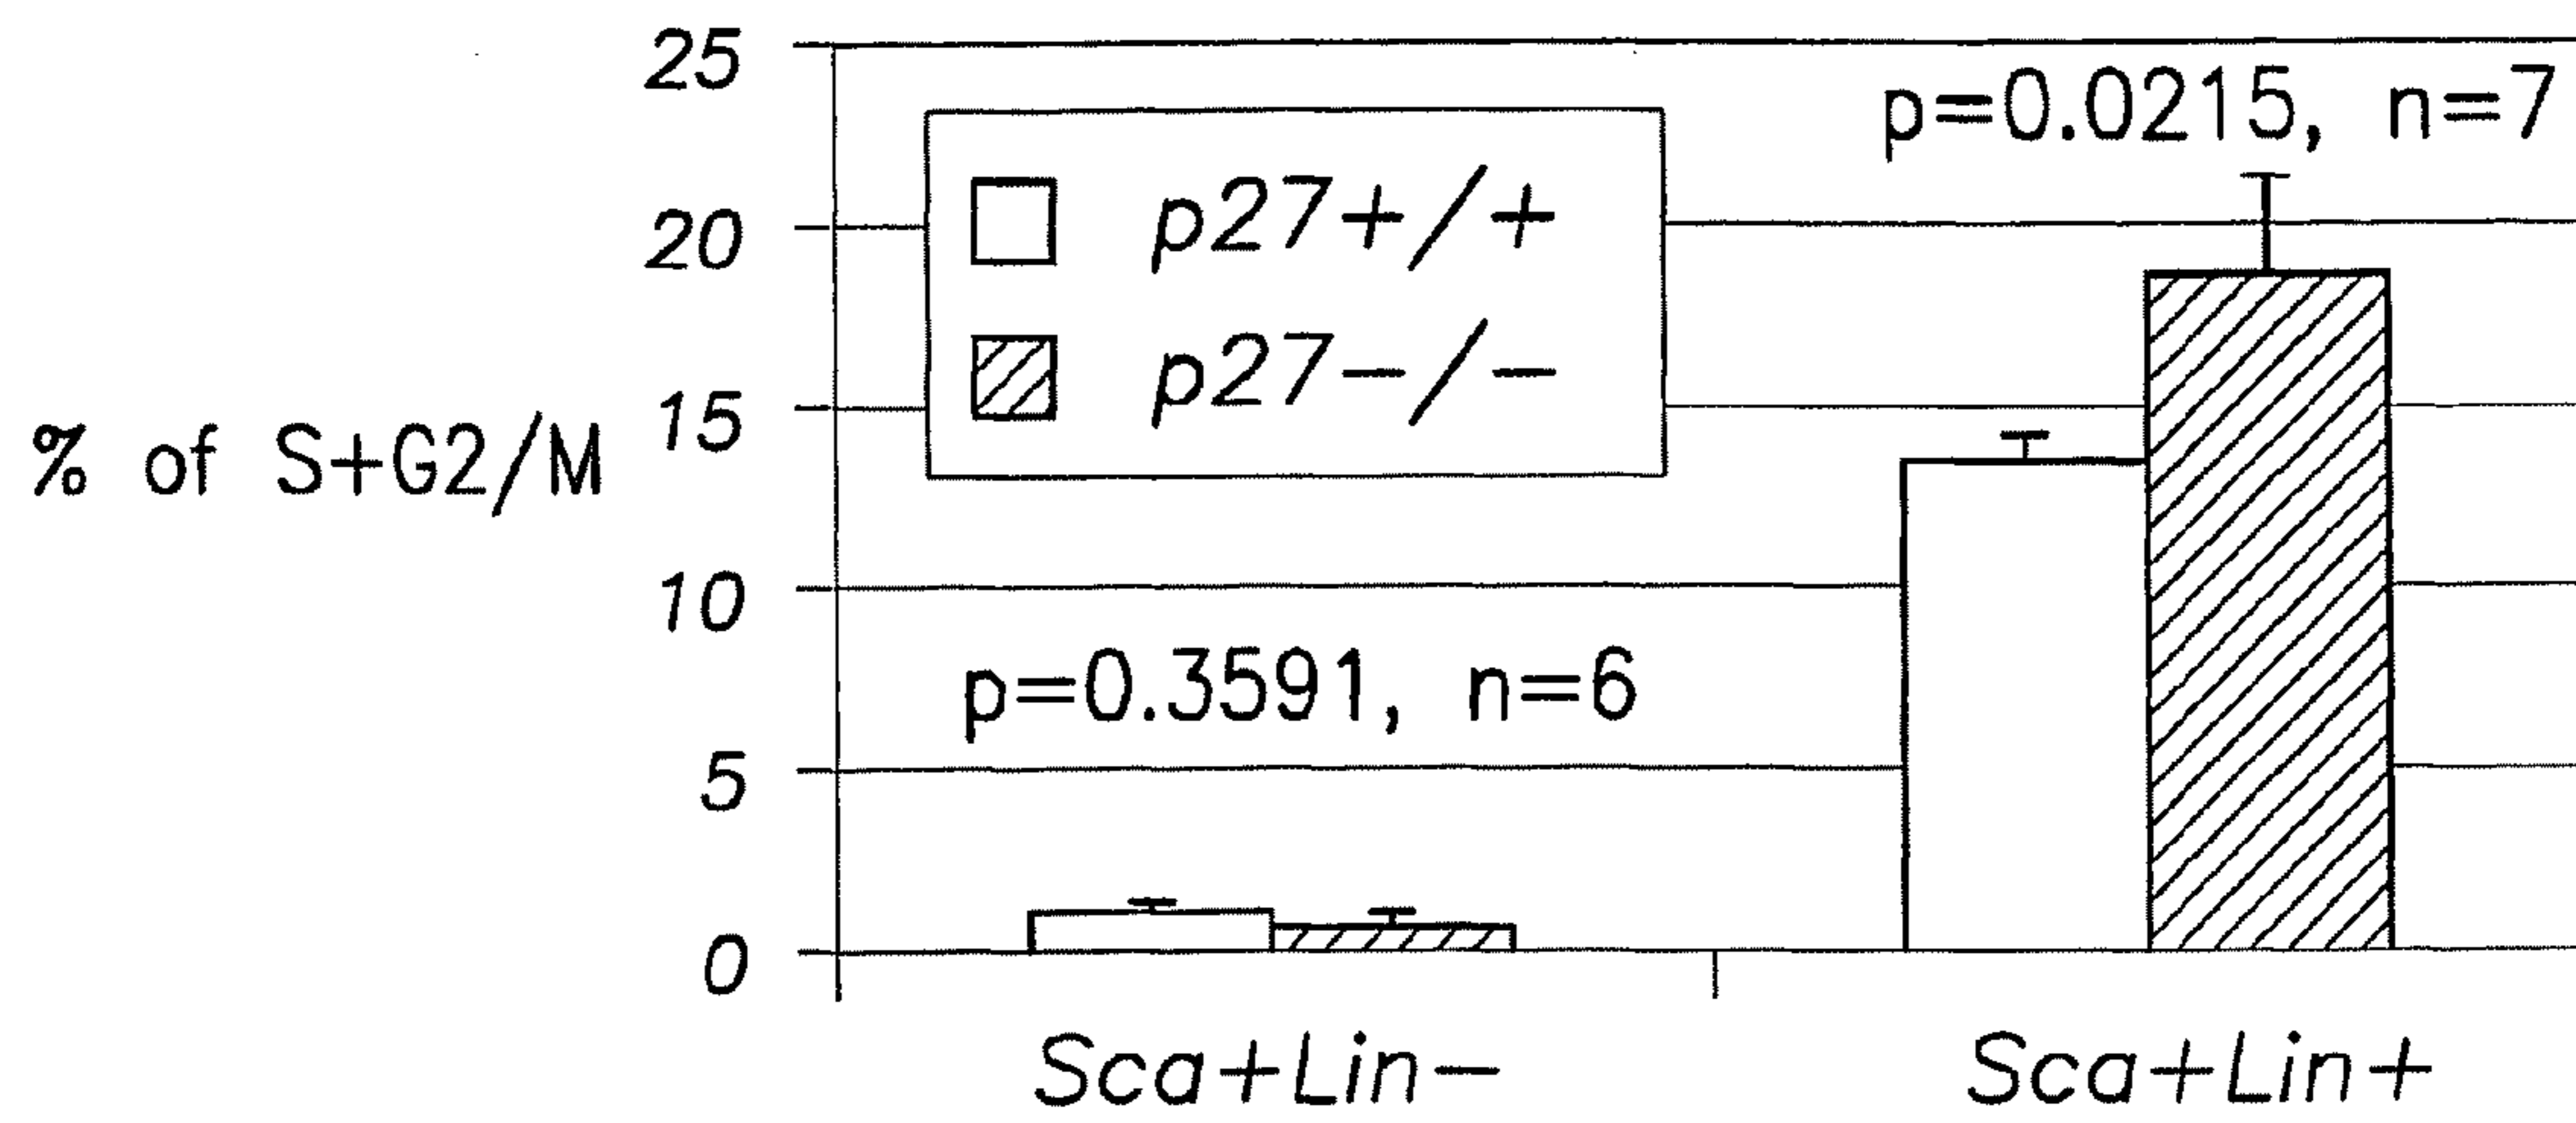 25
p=0.0215, n=7
p27+/+
20
p27-/-
15
% of S+G2/M
10
p=0.3591, n=6
5
0
Sca+Lin- Sca+Lin+